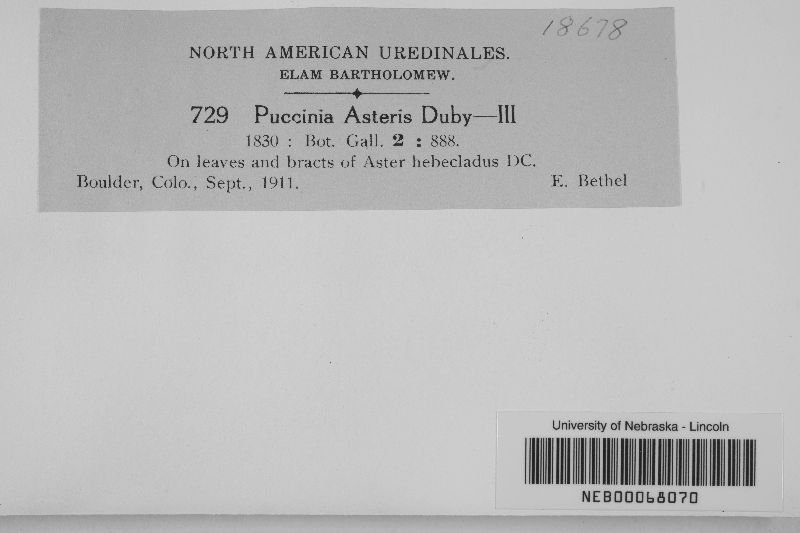 18678
NORTH AMERICAN UREDINALES.
ELAM BARTHOLOMEW.
729 Puccinia Asteris Duby—III
1830 : Bot. Gall. 2 : 888.
On leaves and bracts of Aster hebecladus DC.
Boulder, Colo., Sept., 1911. E. Bethel
University of Nebraska - Lincoln
NEB00068070